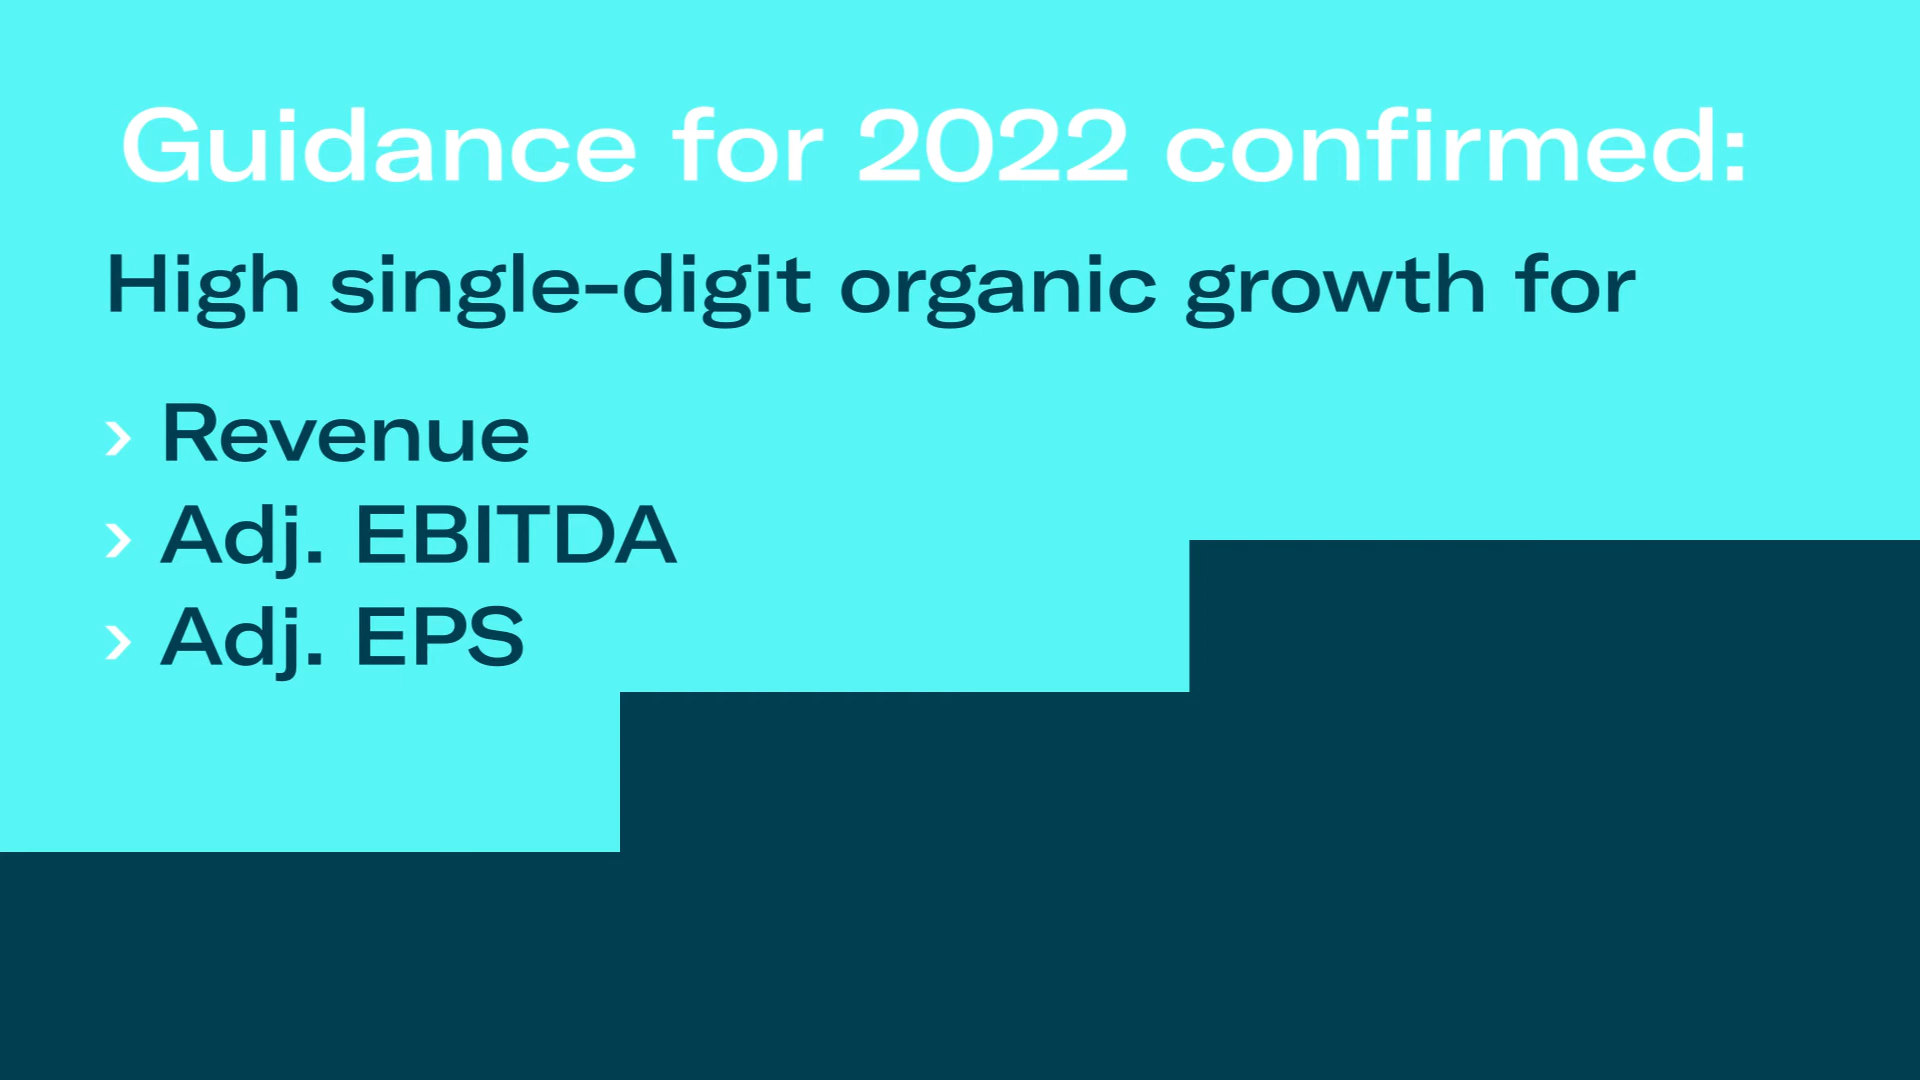 Guidance for 2022 confirmed:
High single-digit organic growth for
› Revenue
› Adj. EBITDA
› Adj. EPS